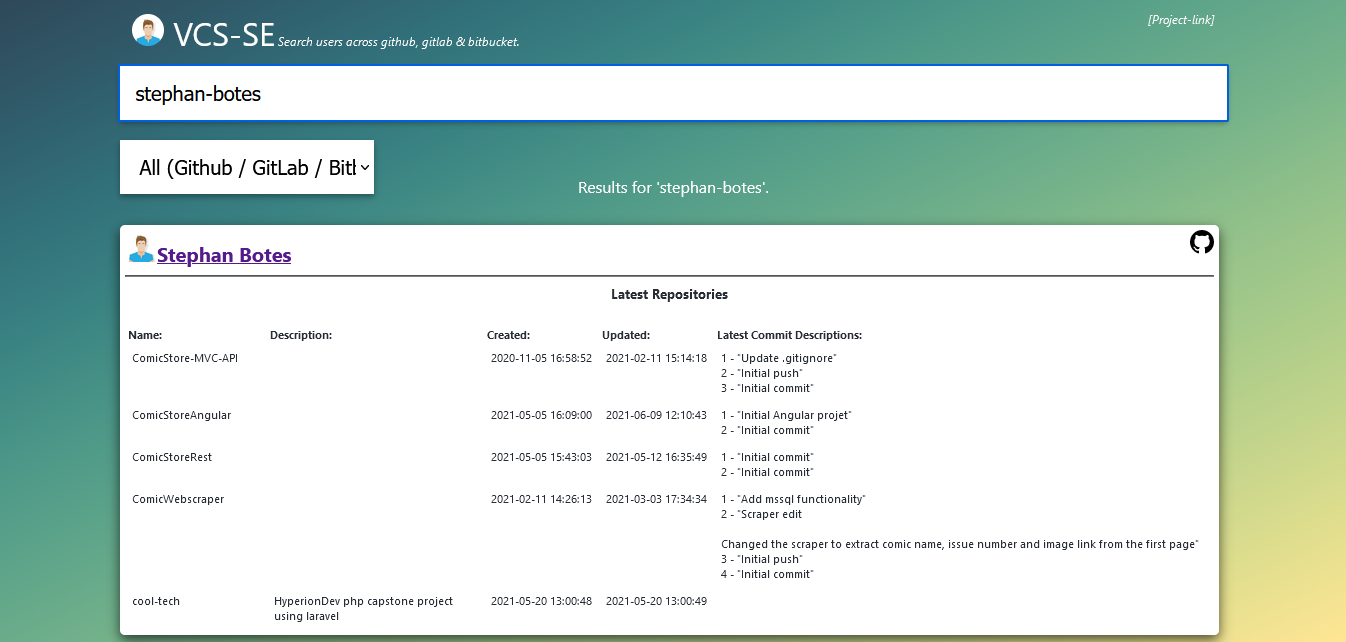 VCS-SE Search users across github, gitlab & bitbucket.
[Project-link]
stephan-botes
All (Github / GitLab / Bitb
Results for 'stephan-botes'.
Stephan Botes
Latest Repositories
Name: Description: Created: Updated: Latest Commit Descriptions:
ComicStore-MVC-API 2020-11-05 16:58:52 2021-02-11 15:14:18 1 - "Update .gitignore"
2 - "Initial push"
3 - "Initial commit"
ComicStoreAngular 2021-05-05 16:09:00 2021-06-09 12:10:43 1 - "Initial Angular projet"
2 - "Initial commit"
ComicStoreRest 2021-05-05 15:43:03 2021-05-12 16:35:49 1 - "Initial commit"
2 - "Initial commit"
ComicWebscraper 2021-02-11 14:26:13 2021-03-03 17:34:34 1 - "Add mssql functionality"
2 - "Scraper edit
Changed the scraper to extract comic name, issue number and image link from the first page"
3 - "Initial push"
4 - "Initial commit"
cool-tech HyperionDev php capstone project 2021-05-20 13:00:48 2021-05-20 13:00:49
using laravel